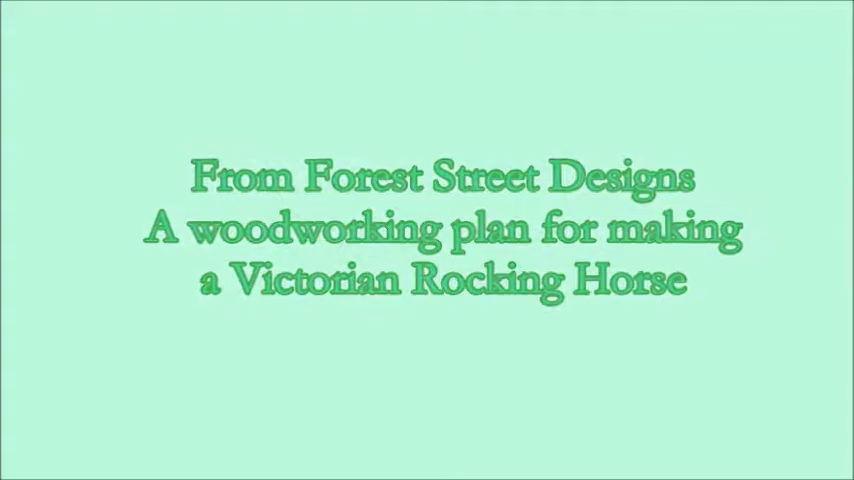 From Forest Street Designs
A woodworking plan for making
a Victorian Rocking Horse